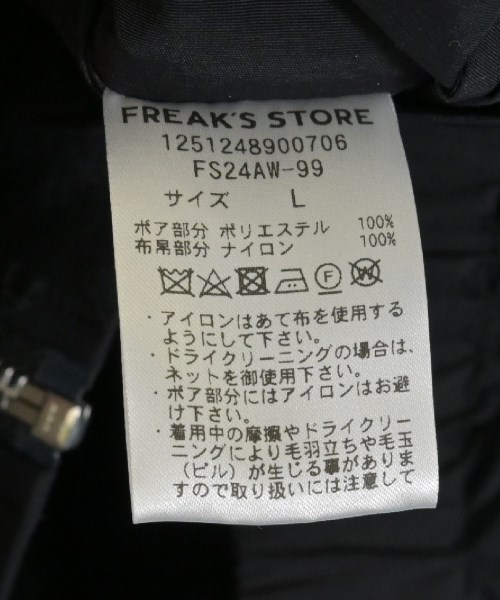 FREAK'S STORE
1251248900706
FS24AW-99
サイズ L
ボア部分 ポリエステル 100%
布帛部分 ナイロン 100%
F W
・アイロンはあて布を使用する
ようにして下さい。
・ドライクリーニングの場合は、
ネットを御使用下さい。
・ボア部分にはアイロンはお避
け下さい。
・着用中の摩擦やドライクリー
ニングにより毛羽立ちや毛玉
（ピル）が生じる事がありま
すので取り扱いには注意して